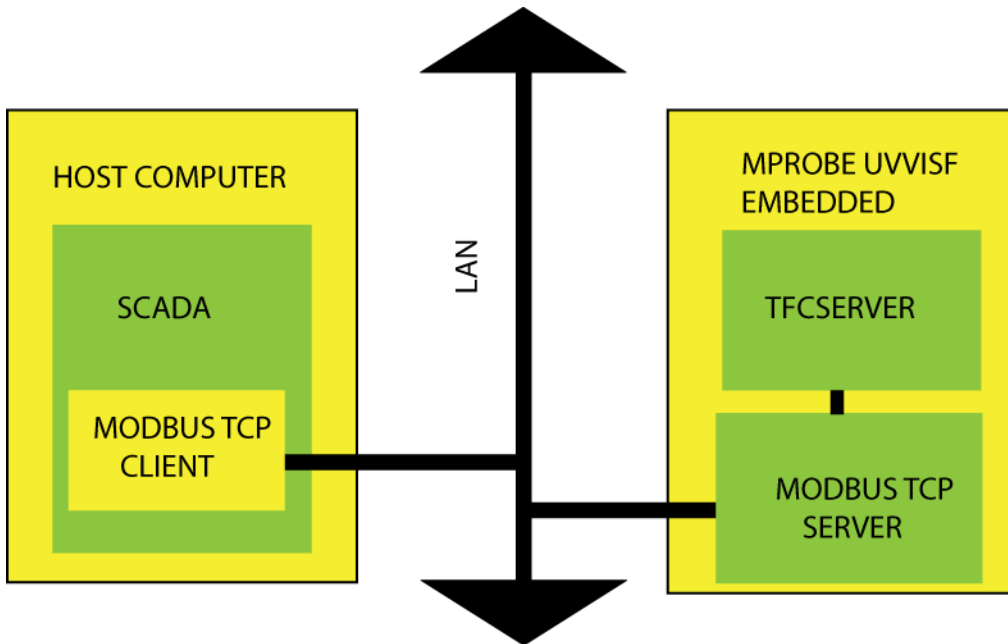 HOST COMPUTER
SCADA
MODBUS TCP
CLIENT
LAN
MPROBE UVVISF
EMBEDDED
TFCSERVER
MODBUS TCP
SERVER